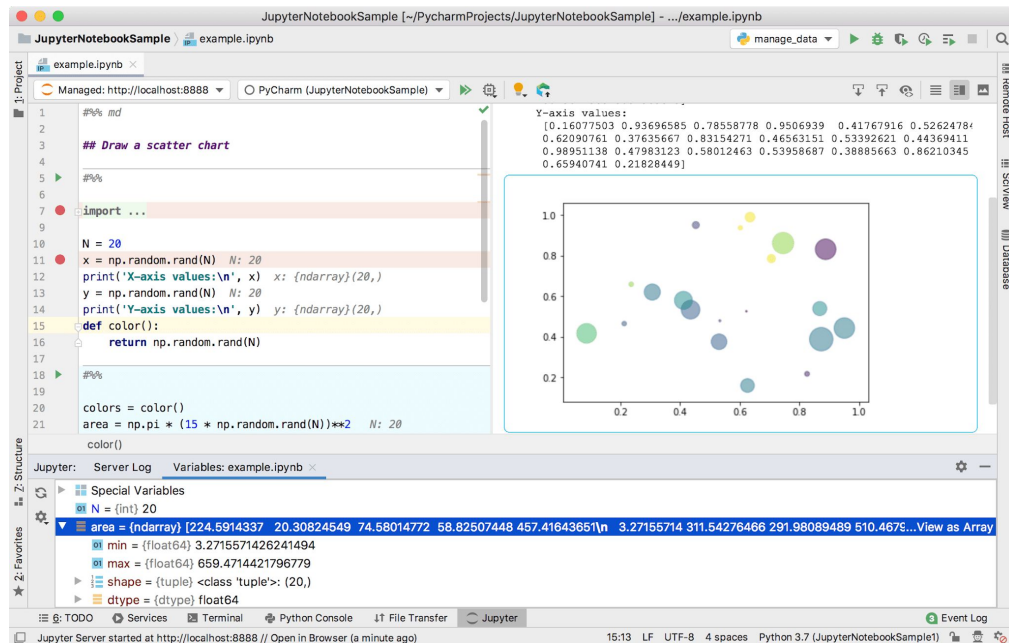 JupyterNotebookSample [~/PycharmProjects/JupyterNotebookSample] - .../example.ipynb
JupyterNotebookSample example.ipynb manage_data
example.ipynb
Managed: http://localhost:8888 PyCharm (JupyterNotebookSample)
1: Project
Remote Host
SciView
Database
1 #%% md
2
3 ## Draw a scatter chart
4
5 #%%
6
7 import ...
9
10 N = 20
11 x = np.random.rand(N) N: 20
12 print('X-axis values:\n', x) x: {ndarray}(20,)
13 y = np.random.rand(N) N: 20
14 print('Y-axis values:\n', y) y: {ndarray}(20,)
15 def color():
16 return np.random.rand(N)
17
18 #%%
19
20 colors = color()
21 area = np.pi * (15 * np.random.rand(N))**2 N: 20
color()
Y-axis values:
[0.16077503 0.93696585 0.78558778 0.9506939 0.41767916 0.52624784
0.62090761 0.37635667 0.83154271 0.46563151 0.53392621 0.44369411
0.98951138 0.47983123 0.58012463 0.53958687 0.38885663 0.86210345
0.65940741 0.21828449]
1.0
0.8
0.6
0.4
0.2
0.2 0.4 0.6 0.8 1.0
Z: Structure
2: Favorites
Jupyter: Server Log Variables: example.ipynb
Special Variables
N = {int} 20
area = {ndarray} [224.5914337 20.30824549 74.58014772 58.82507448 457.41643651\n 3.27155714 311.54276466 291.98089489 510.4679...View as Array
min = {float64} 3.2715571426241494
max = {float64} 659.4714421796779
shape = {tuple} <class 'tuple'>: (20,)
dtype = {dtype} float64
6: TODO Services Terminal Python Console File Transfer Jupyter 2 Event Log
Jupyter Server started at http://localhost:8888 // Open in Browser (a minute ago) 15:13 LF UTF-8 4 spaces Python 3.7 (JupyterNotebookSample1)